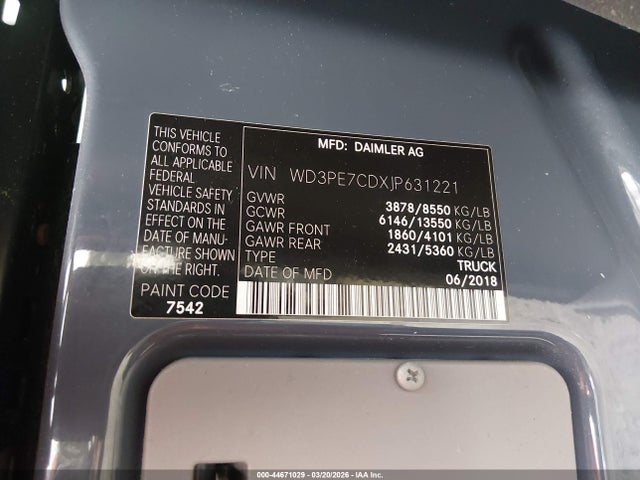 THIS VEHICLE
CONFORMS TO
ALL APPLICABLE
FEDERAL
VEHICLE SAFETY
STANDARDS IN
EFFECT ON THE
DATE OF MANU-
FACTURE SHOWN
ON THE RIGHT.
PAINT CODE
7542
MFD: DAIMLER AG
VIN WD3PE7CDXJP631221
GVWR 3878/8550 KG/LB
GCWR 6146/13550 KG/LB
GAWR FRONT 1860/4101 KG/LB
GAWR REAR 2431/5360 KG/LB
TYPE TRUCK
DATE OF MFD 06/2018
000-44671029 - 03/20/2026 - IAA Inc.